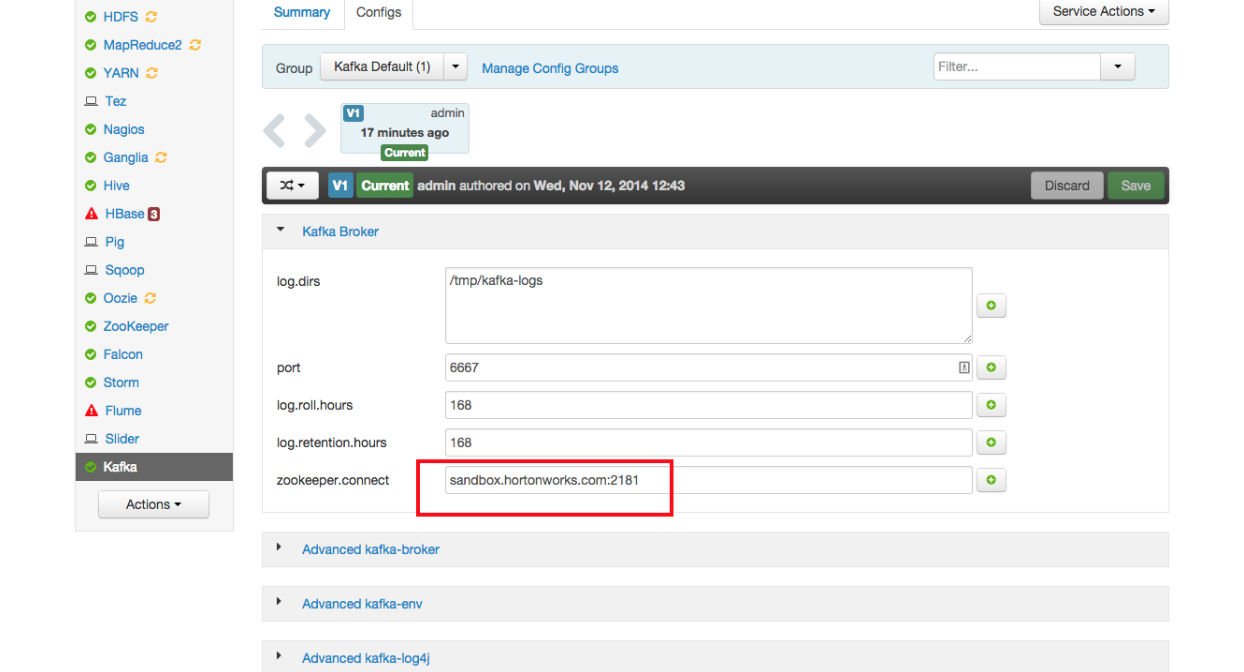 HDFS
MapReduce2
YARN
Tez
Nagios
Ganglia
Hive
HBase 3
Pig
Sqoop
Oozie
ZooKeeper
Falcon
Storm
Flume
Slider
Kafka
Actions
Summary Configs Service Actions
Group Kafka Default (1) Manage Config Groups Filter...
V1 admin
17 minutes ago
Current
V1 Current admin authored on Wed, Nov 12, 2014 12:43 Discard Save
Kafka Broker
log.dirs /tmp/kafka-logs
port 6667
log.roll.hours 168
log.retention.hours 168
zookeeper.connect sandbox.hortonworks.com:2181
Advanced kafka-broker
Advanced kafka-env
Advanced kafka-log4j